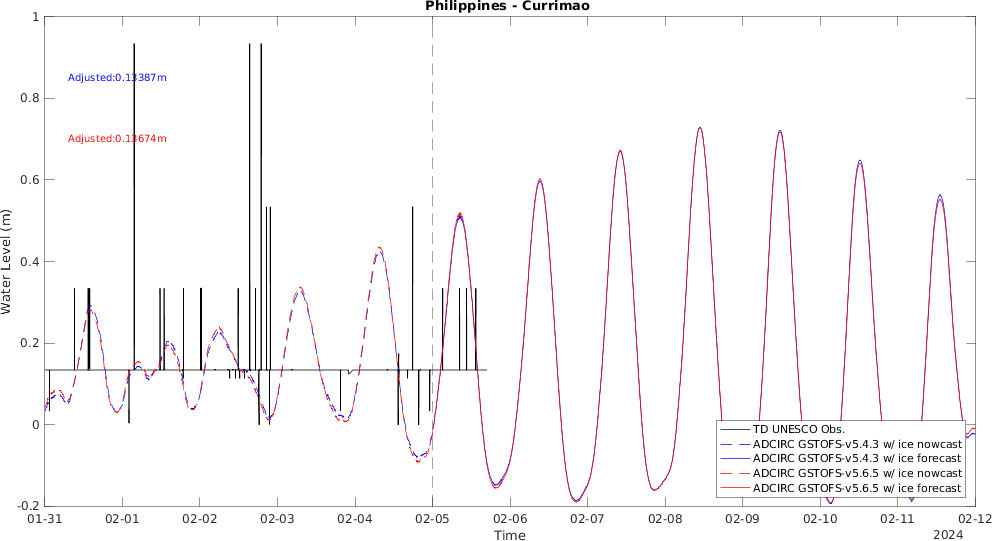 Philippines - Currimao
Adjusted:0.13387m
Adjusted:0.13674m
Water Level (m)
1
0.8
0.6
0.4
0.2
0
-0.2
TD UNESCO Obs.
ADCIRC GSTOFS-v5.4.3 w/ ice nowcast
ADCIRC GSTOFS-v5.4.3 w/ ice forecast
ADCIRC GSTOFS-v5.6.5 w/ ice nowcast
ADCIRC GSTOFS-v5.6.5 w/ ice forecast
01-31 02-01 02-02 02-03 02-04 02-05 02-06 02-07 02-08 02-09 02-10 02-11 02-12
Time
2024